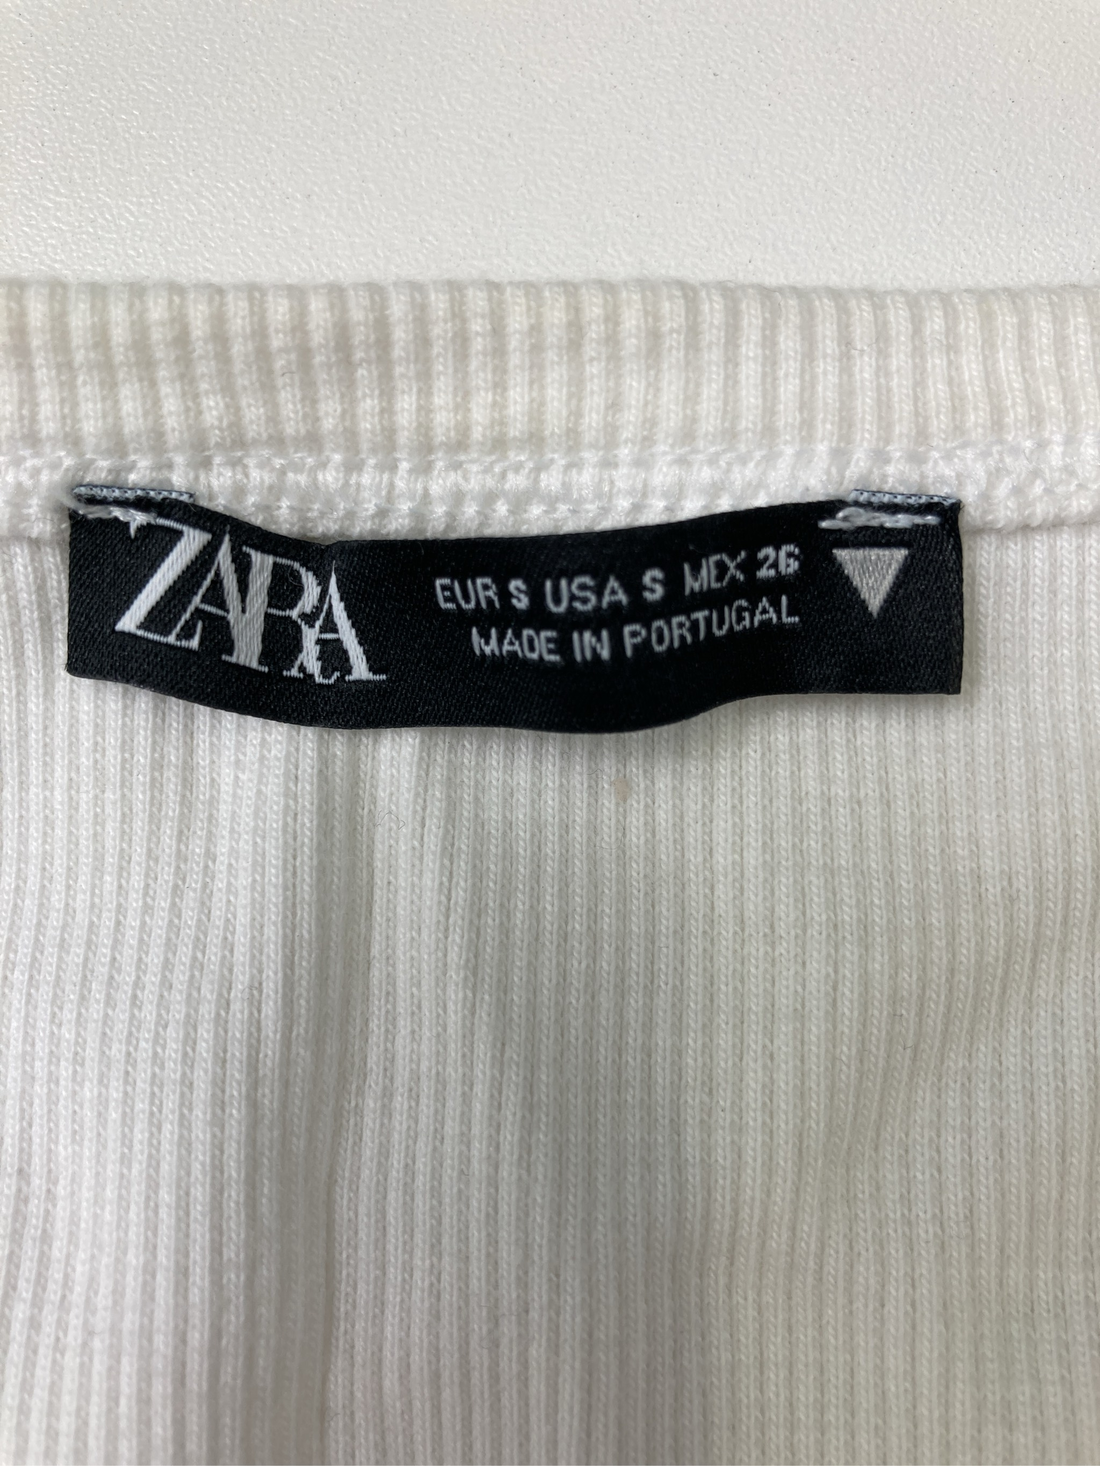 ZARA
EUR S USA S MEX 26
MADE IN PORTUGAL